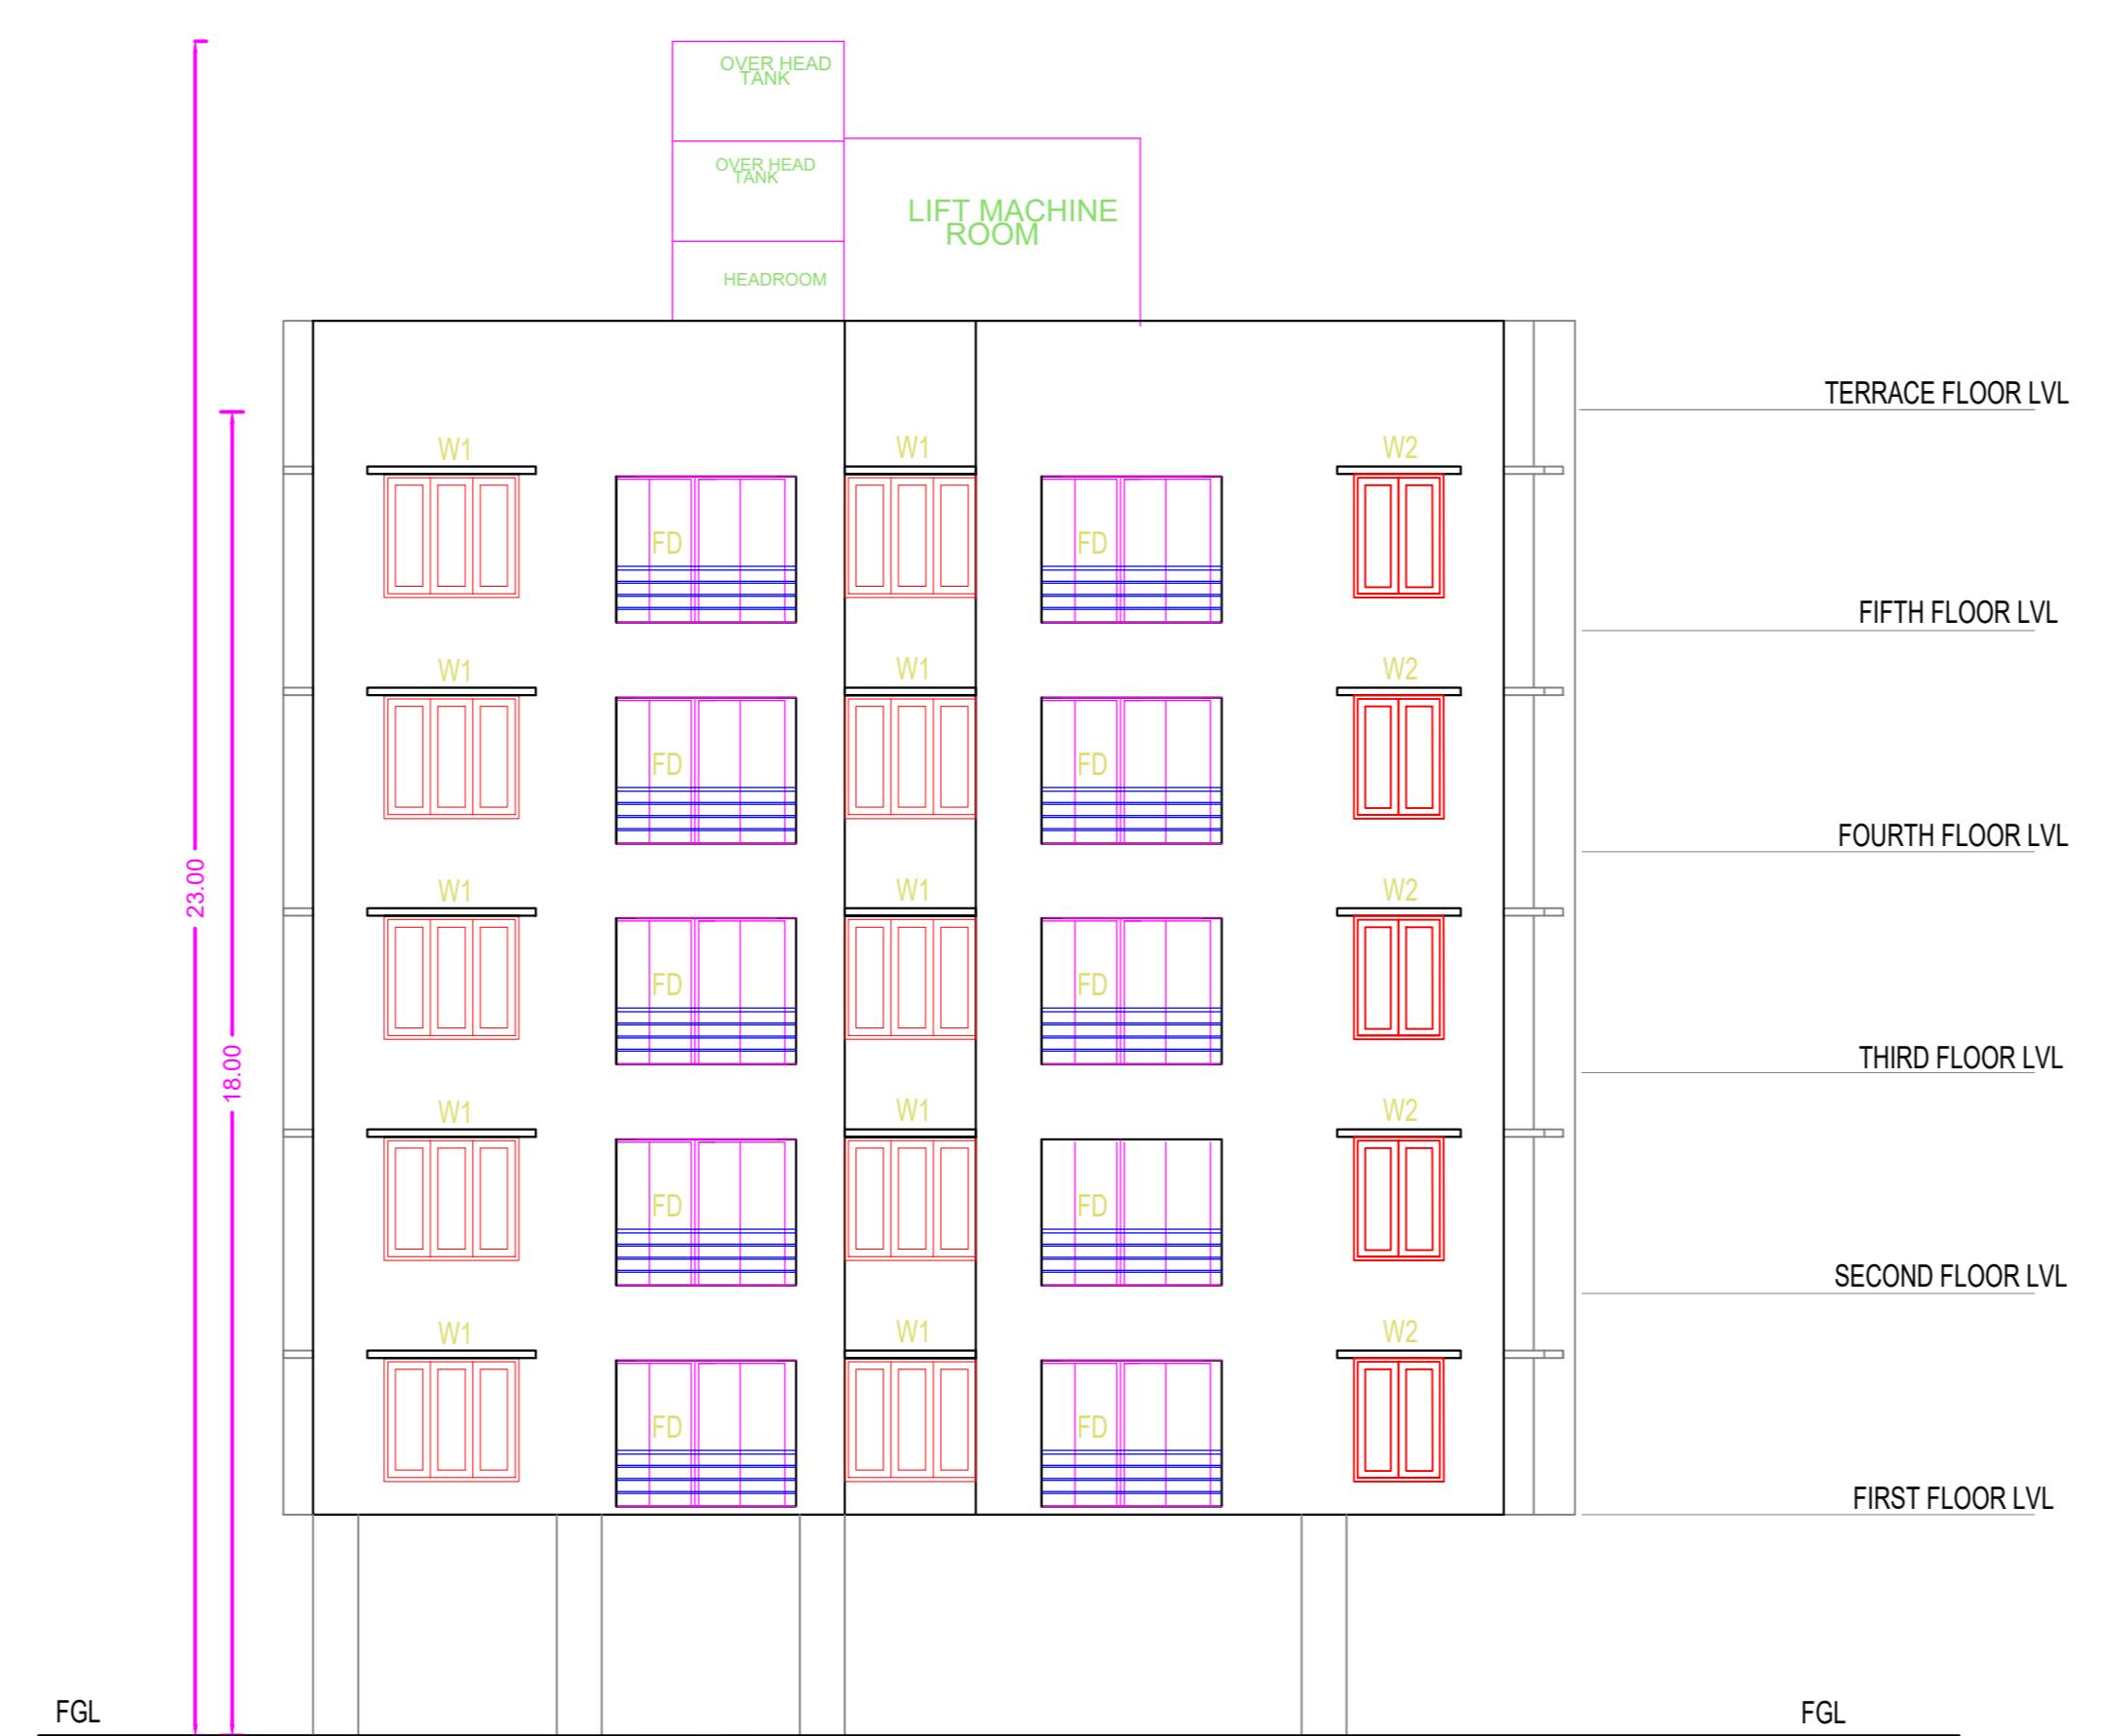 OVER HEAD
TANK
OVER HEAD
TANK
LIFT MACHINE
ROOM
HEADROOM
TERRACE FLOOR LVL
W1
W1
W2
FD
FD
FIFTH FLOOR LVL
W1
W1
W2
FD
FD
FOURTH FLOOR LVL
23.00
W1
W1
W2
FD
FD
THIRD FLOOR LVL
18.00
W1
W1
W2
FD
FD
SECOND FLOOR LVL
W1
W1
W2
FD
FD
FIRST FLOOR LVL
FGL
FGL